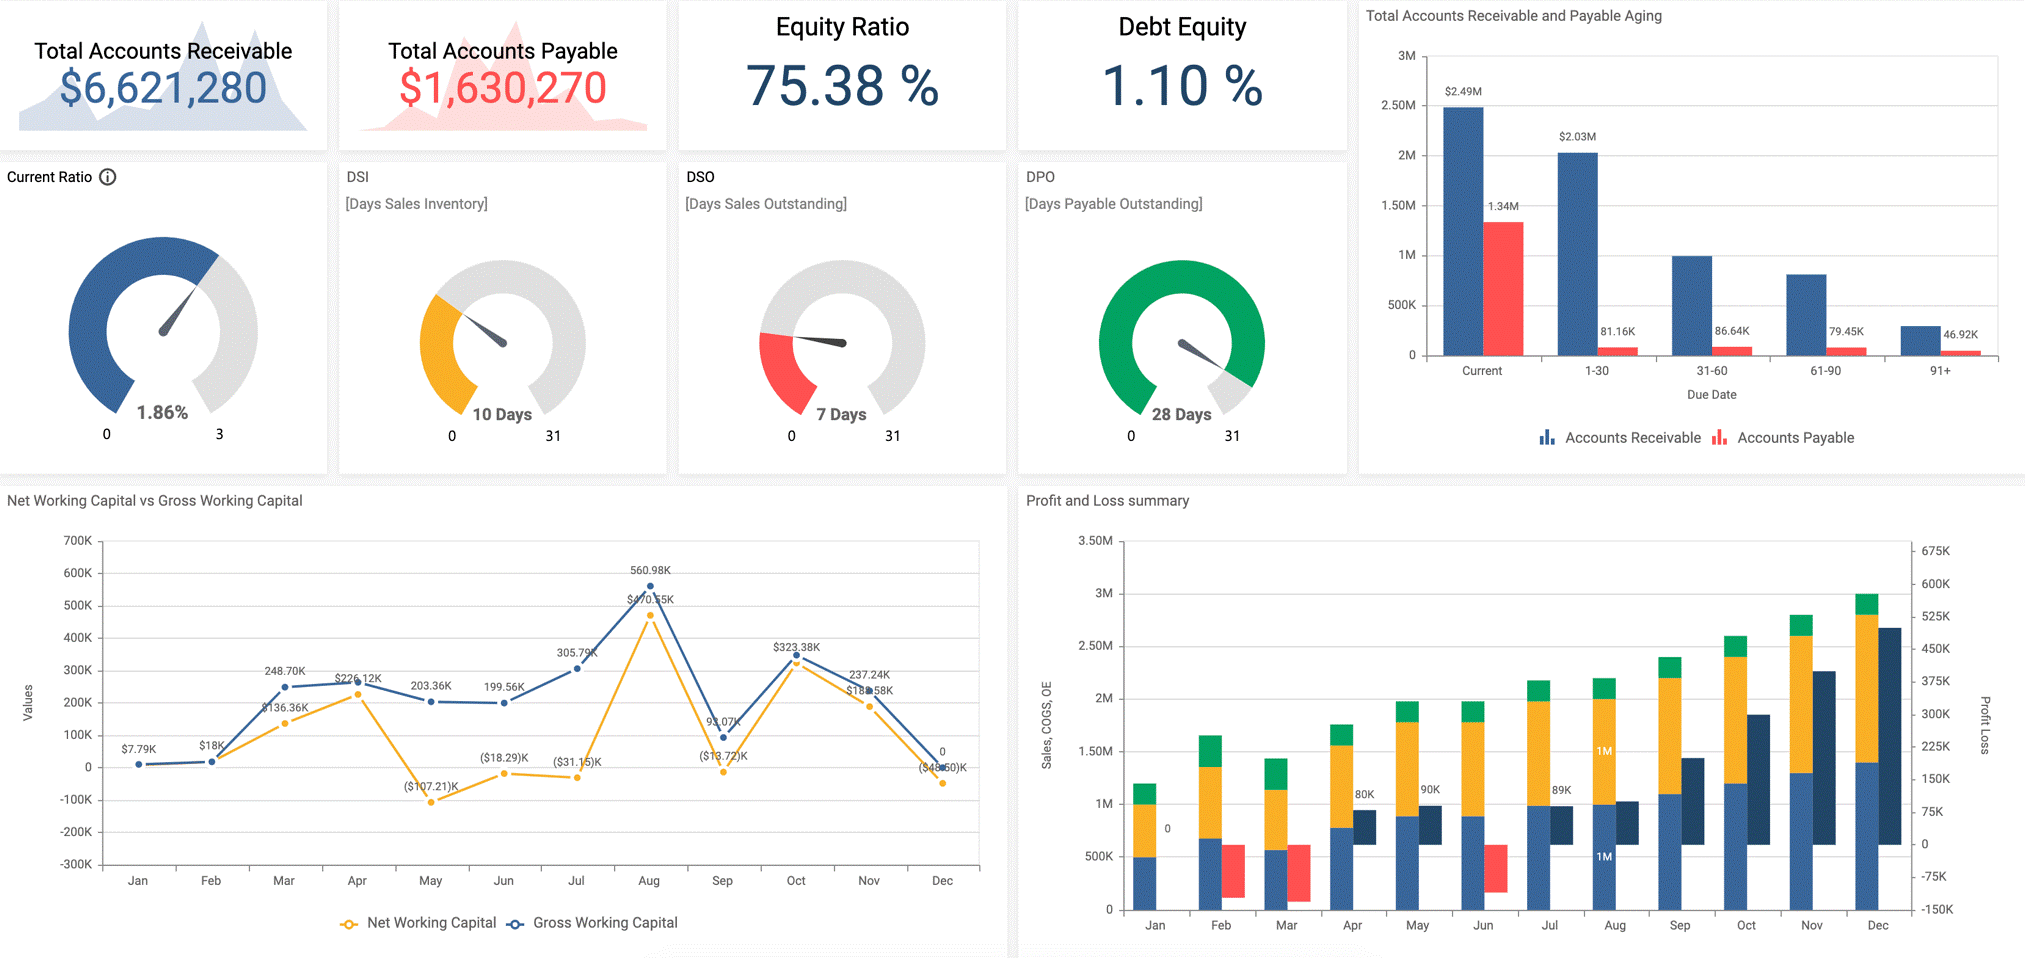 Total Accounts Receivable
$6,621,280
Total Accounts Payable
$1,630,270
Equity Ratio
75.38 %
Debt Equity
1.10 %
Current Ratio
1.86%
0 3
DSI
[Days Sales Inventory]
10 Days
0 31
DSO
[Days Sales Outstanding]
7 Days
0 31
DPO
[Days Payable Outstanding]
28 Days
0 31
Total Accounts Receivable and Payable Aging
3M
2.50M
2M
1.50M
1M
500K
0
$2.49M
1.34M
$2.03M
81.16K
86.64K
79.45K
46.92K
Current 1-30 31-60 61-90 91+
Due Date
Accounts Receivable Accounts Payable
Net Working Capital vs Gross Working Capital
Values
700K
600K
500K
400K
300K
200K
100K
0
-100K
-200K
-300K
$7.79K
$18K
248.70K
$136.36K
$226.12K
203.36K
($107.21)K
199.56K
($18.29)K
305.79K
($31.15)K
560.98K
$470.55K
93.07K
($13.72)K
$323.38K
237.24K
0
Jan Feb Mar Apr May Jun Jul Aug Sep Oct Nov Dec
Net Working Capital Gross Working Capital
Profit and Loss summary
Sales, COGS, OE
3.50M
3M
2.50M
2M
1.50M
1M
500K
0
0
80K
90K
89K
1M
1M
675K
600K
525K
450K
375K
300K
225K
150K
75K
0
-75K
-150K
Profit Loss
Jan Feb Mar Apr May Jun Jul Aug Sep Oct Nov Dec